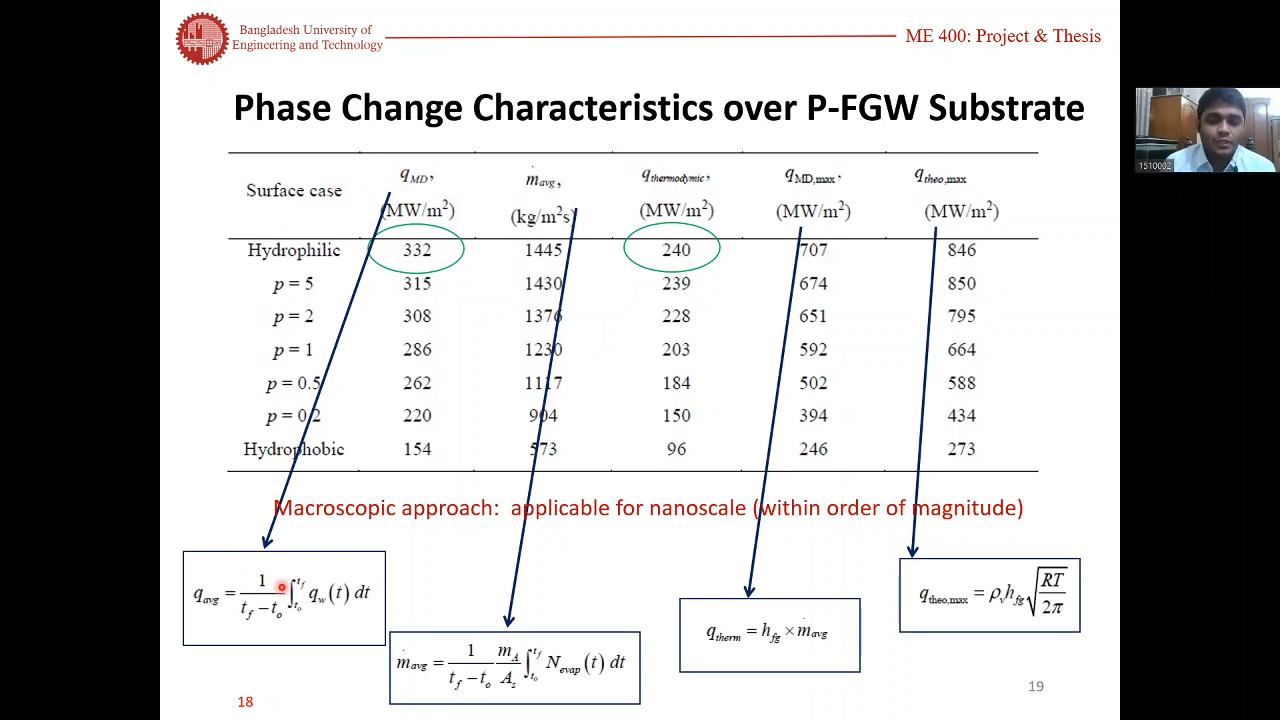 Bangladesh University of
Engineering and Technology
ME 400: Project & Thesis
Phase Change Characteristics over P-FGW Substrate
Surface case q_MD, (MW/m²) ṁ_avg, (kg/m²s) q_thermodymic, (MW/m²) q_MD,max, (MW/m²) q_theo,max (MW/m²)
Hydrophilic 332 1445 240 707 846
p = 5 315 1430 239 674 850
p = 2 308 1376 228 651 795
p = 1 286 1230 203 592 664
p = 0.5 262 1117 184 502 588
p = 0.2 220 904 150 394 434
Hydrophobic 154 573 96 246 273
Macroscopic approach: applicable for nanoscale (within order of magnitude)
q_avg = 1/(t_f − t_o) ∫_{t_o}^{t_f} q_w(t) dt
ṁ_avg = 1/(t_f − t_o) m_A/A_s ∫_{t_o}^{t_f} N_evap(t) dt
q_therm = h_fg × ṁ_avg
q_theo,max = ρ_v h_fg √(RT/2π)
18
19
1510002